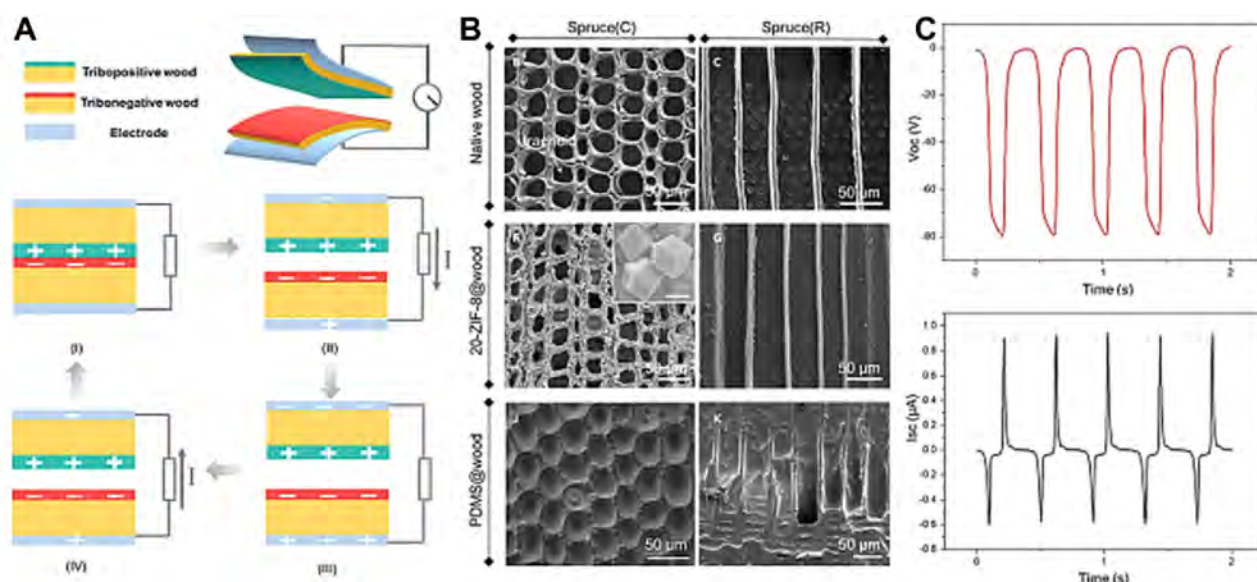 A
Tribopositive wood
Tribonegative wood
Electrode
I
I
(I)
(II)
(IV)
(III)
B
Spruce(C)
Spruce(R)
Native wood
C
50 µm
50 µm
20-ZIF-8@wood
G
50 µm
50 µm
PDMS@wood
K
50 µm
50 µm
C
Voc (V)
0
-20
-40
-60
-80
0
1
2
Time (s)
Isc (µA)
1.0
0.8
0.6
0.4
0.2
0.0
-0.2
-0.4
-0.6
-0.8
0
1
2
Time (s)